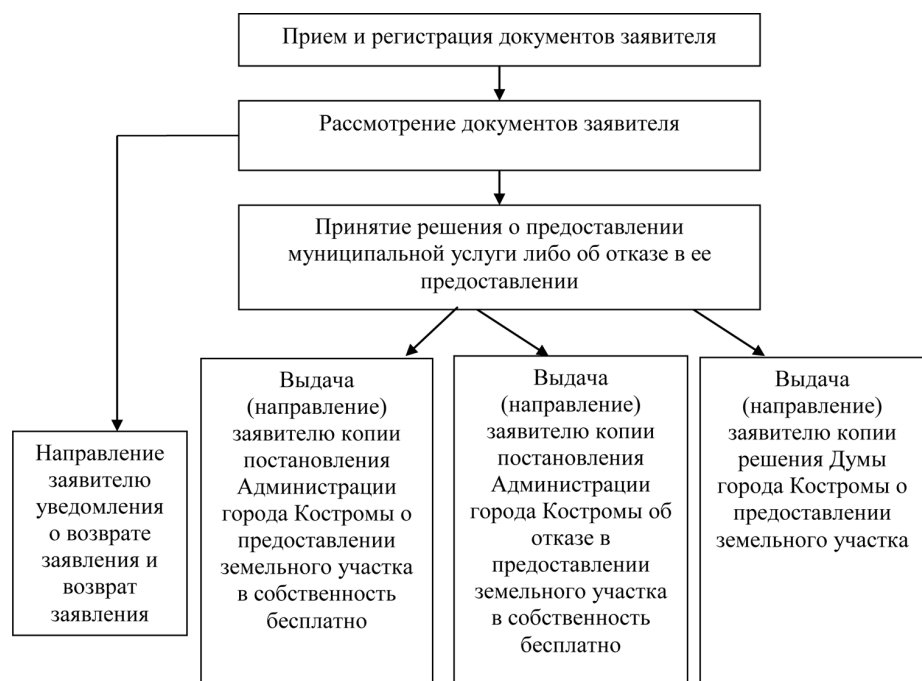 Прием и регистрация документов заявителя
Рассмотрение документов заявителя
Принятие решения о предоставлении
муниципальной услуги либо об отказе в ее
предоставлении
Направление
заявителю
уведомления
о возврате
заявления и
возврат
заявления
Выдача
(направление)
заявителю копии
постановления
Администрации
города Костромы о
предоставлении
земельного участка
в собственность
бесплатно
Выдача
(направление)
заявителю копии
постановления
Администрации
города Костромы об
отказе в
предоставлении
земельного участка
в собственность
бесплатно
Выдача
(направление)
заявителю копии
решения Думы
города Костромы о
предоставлении
земельного участка